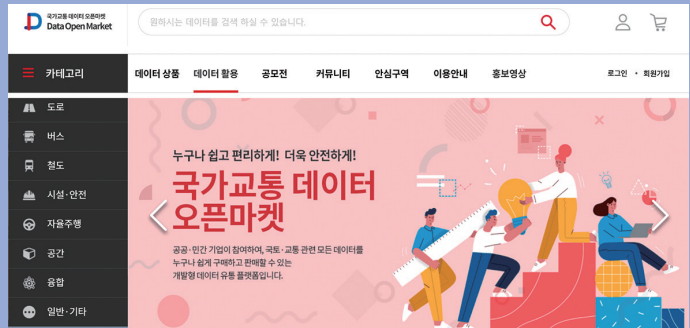 국가교통 데이터 오픈마켓
Data Open Market
원하시는 데이터를 검색 하실 수 있습니다.
카테고리
데이터 상품 데이터 활용 공모전 커뮤니티 안심구역 이용안내 홍보영상
로그인 • 회원가입
도로
버스
철도
시설·안전
자율주행
공간
융합
일반·기타
누구나 쉽고 편리하게! 더욱 안전하게!
국가교통 데이터
오픈마켓
공공·민간 기업이 참여하여, 국토·교통 관련 모든 데이터를
누구나 쉽게 구매하고 판매할 수 있는
개발형 데이터 유통 플랫폼입니다.